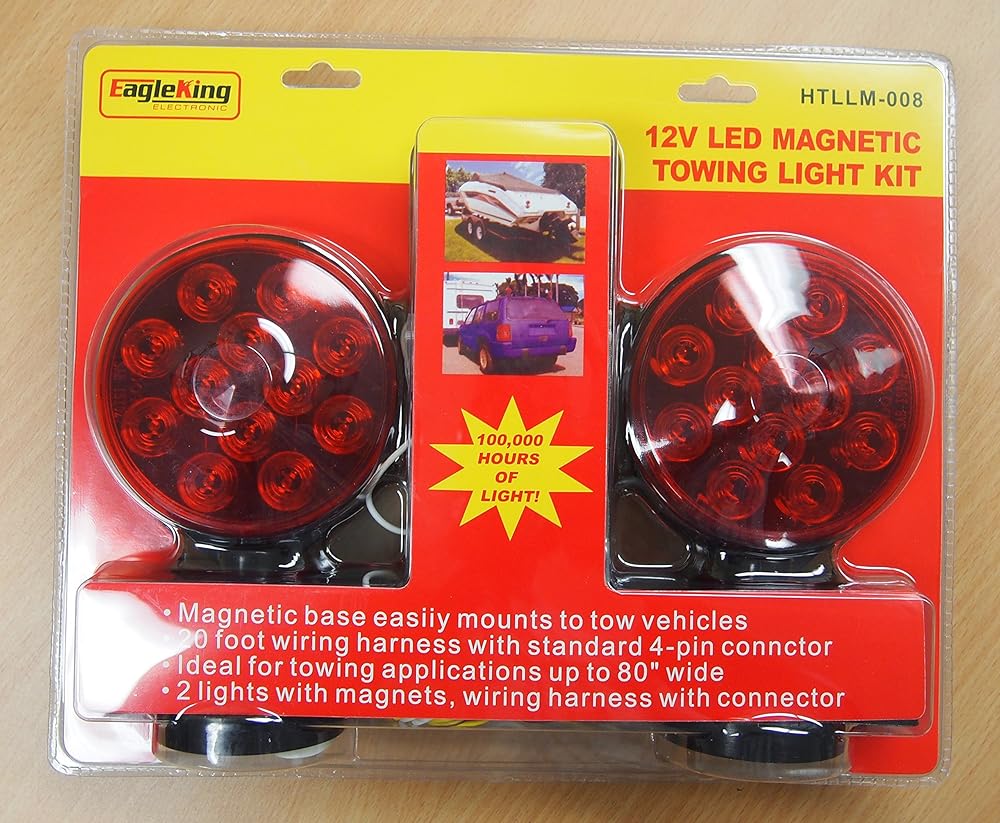 EagleKing
ELECTRONIC
HTLLM-008
12V LED MAGNETIC
TOWING LIGHT KIT
100,000
HOURS
OF
LIGHT!
• Magnetic base easiiy mounts to tow vehicles
• 20 foot wiring harness with standard 4-pin connctor
• Ideal for towing applications up to 80" wide
• 2 lights with magnets, wiring harness with connector